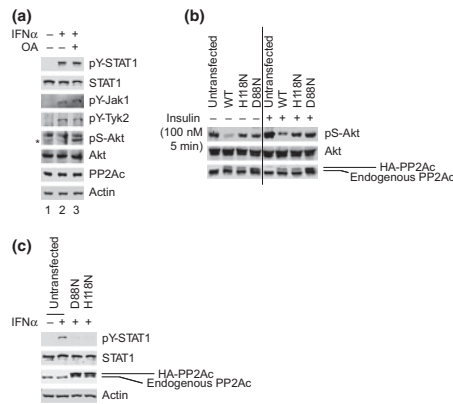 (a)
IFNα – + +
OA – – +
pY-STAT1
STAT1
pY-Jak1
pY-Tyk2
* pS-Akt
Akt
PP2Ac
Actin
1 2 3
(b)
Untransfected WT H118N D88N Untransfected WT H118N D88N
Insulin – – – – + + + +
(100 nM
5 min)
pS-Akt
Akt
HA-PP2Ac
Endogenous PP2Ac
(c)
Untransfected D88N H118N
IFNα – + + +
pY-STAT1
STAT1
HA-PP2Ac
Endogenous PP2Ac
Actin